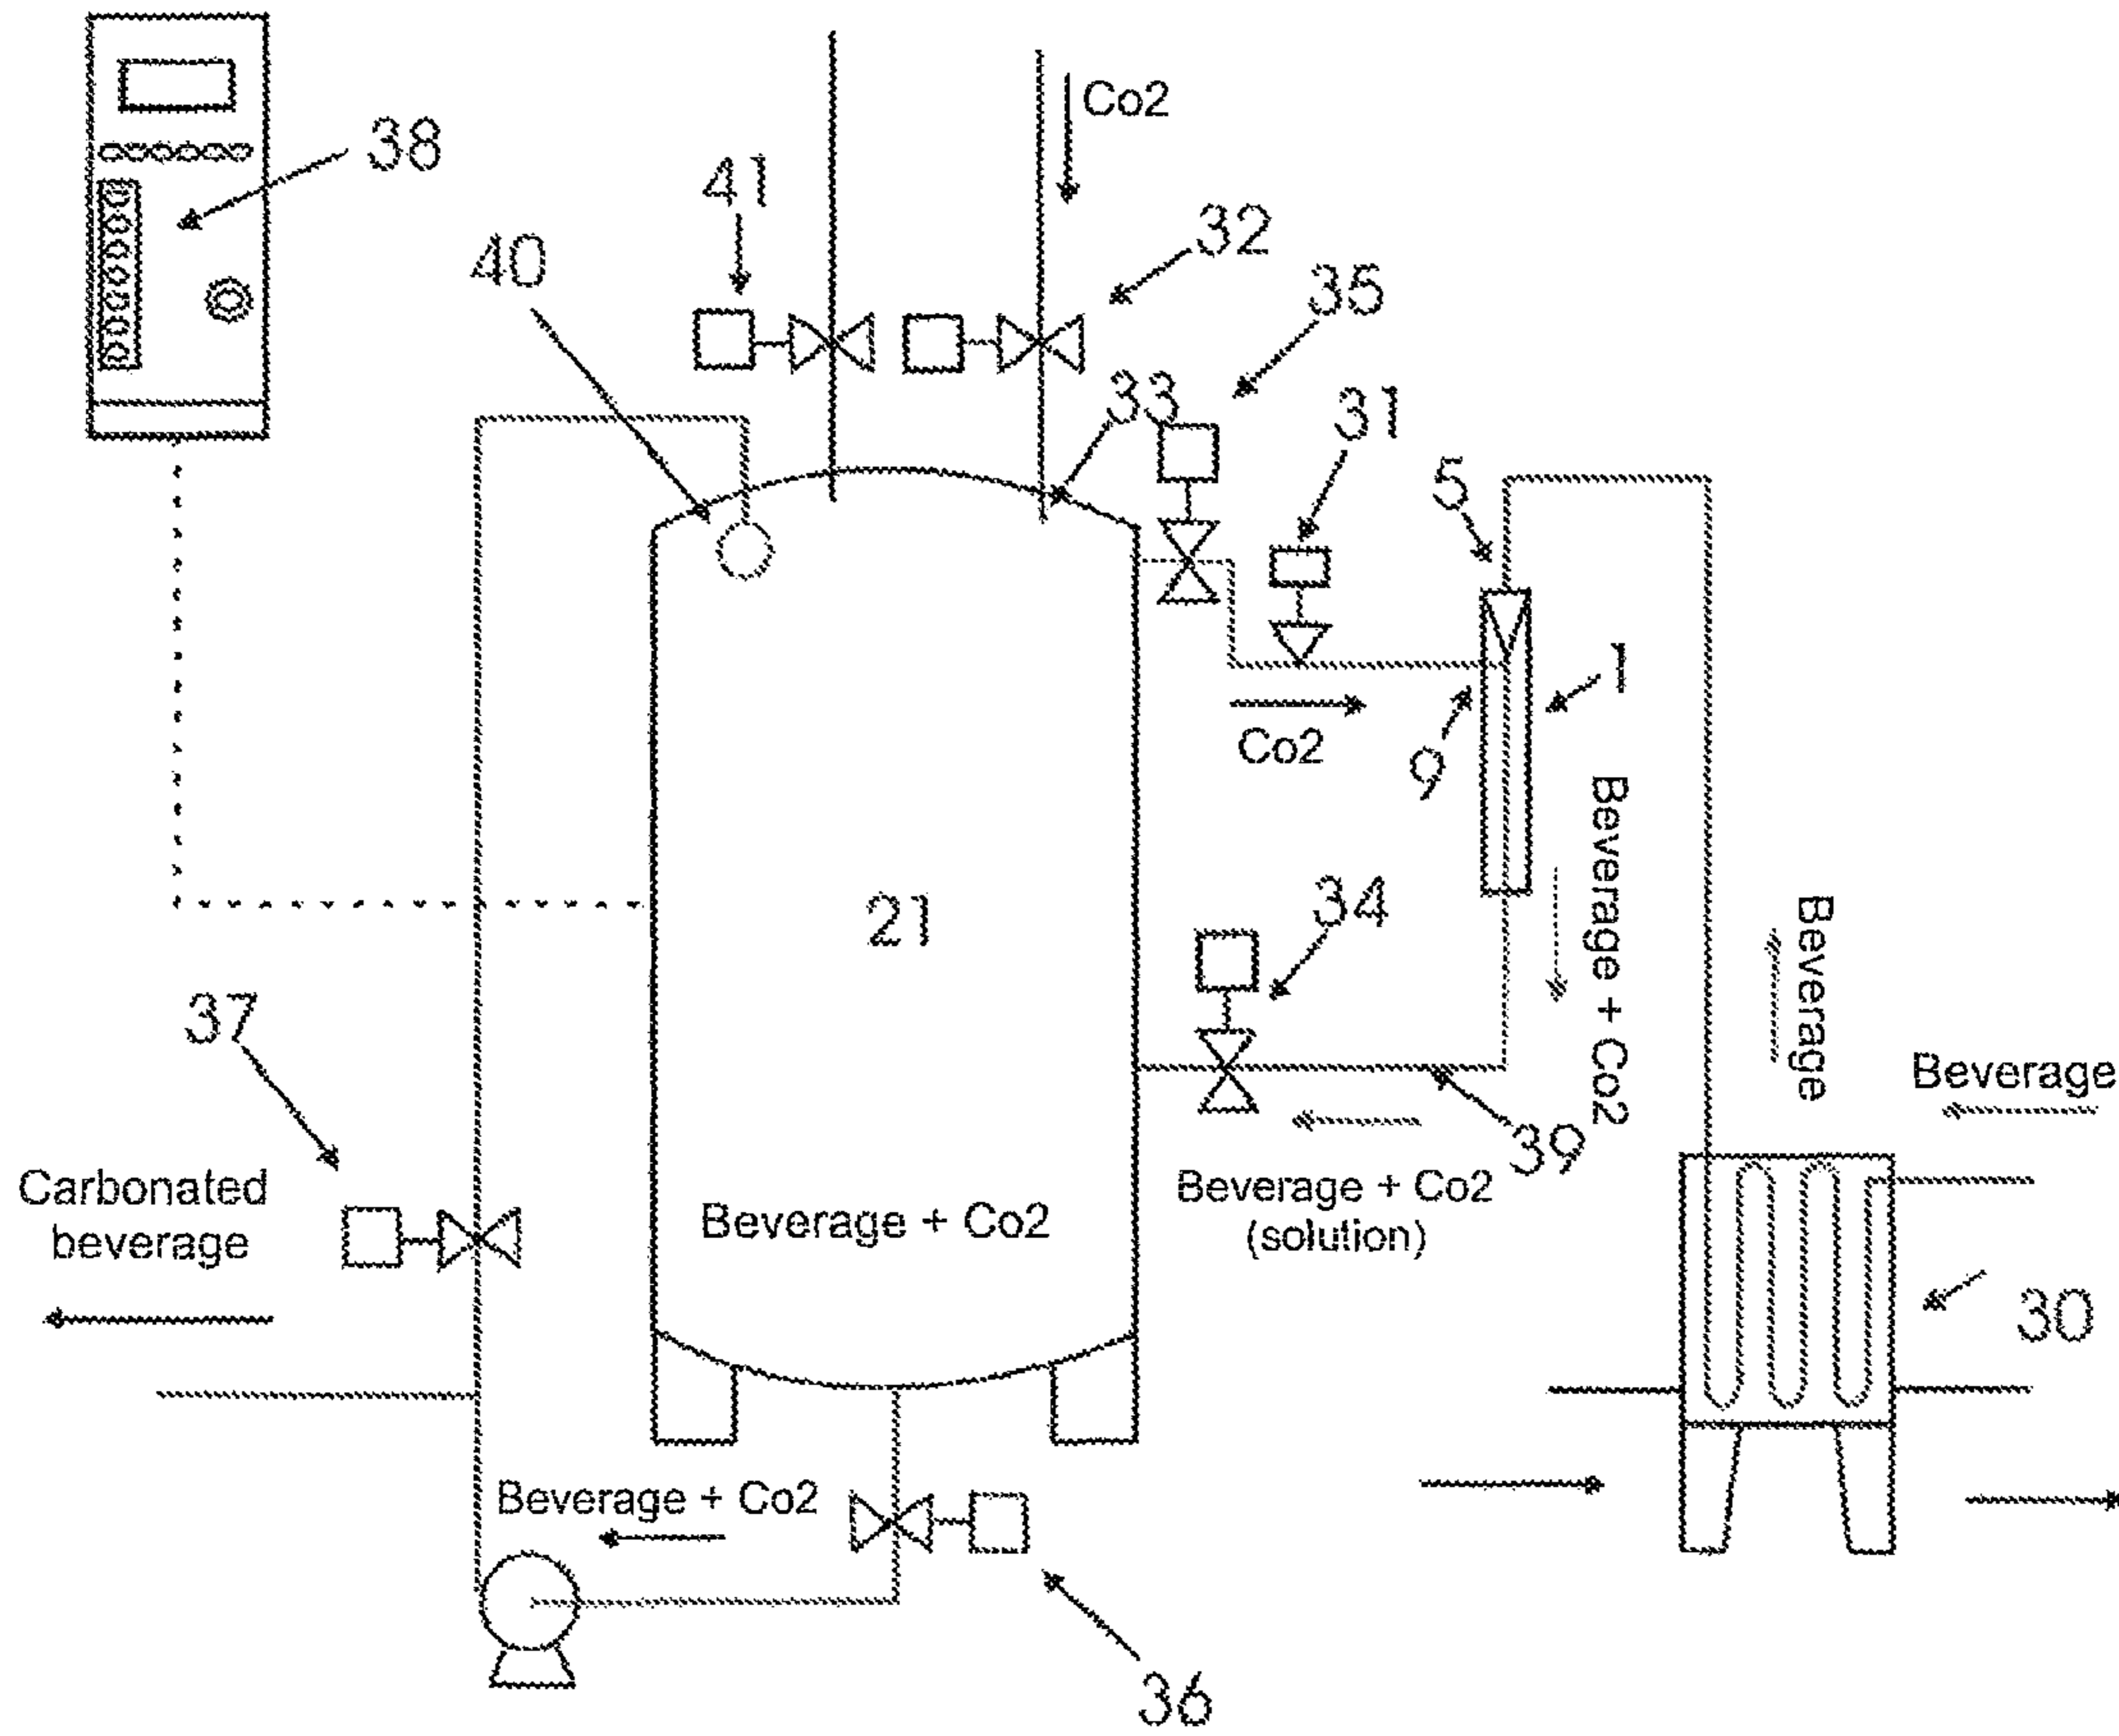 Co2
38
41
32
40
35
33
31
5
1
Co2
9
Beverage + Co2
34
21
Beverage
37
Beverage
39
Carbonated
beverage
Beverage + Co2
(solution)
Beverage + Co2
30
Beverage + Co2
36